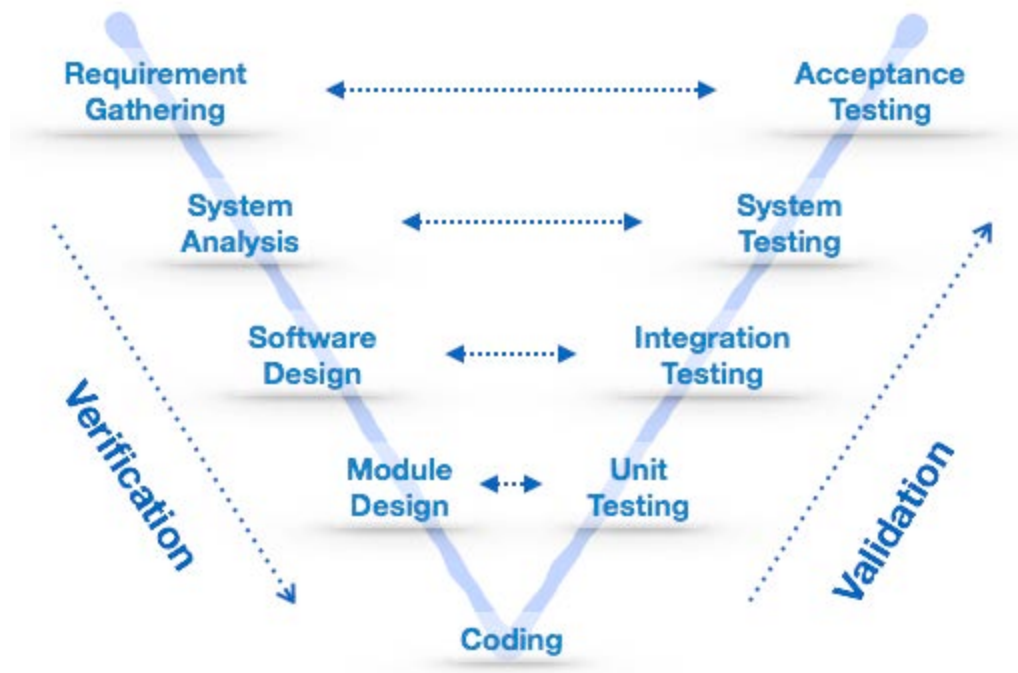 Requirement
Gathering
Acceptance
Testing
System
Analysis
System
Testing
Software
Design
Integration
Testing
Verification
Module
Design
Unit
Testing
Validation
Coding